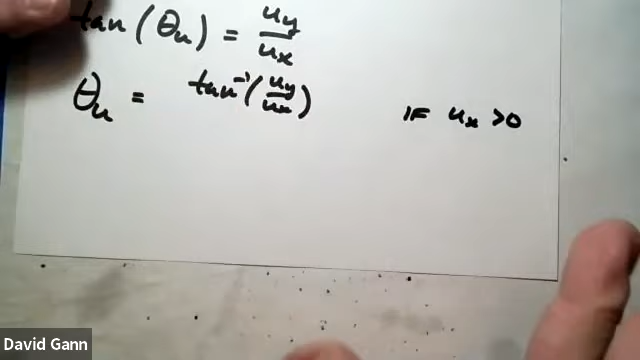 tan(θu) = uy/ux
θu = tan⁻¹(uy/ux) IF ux >0
David Gann